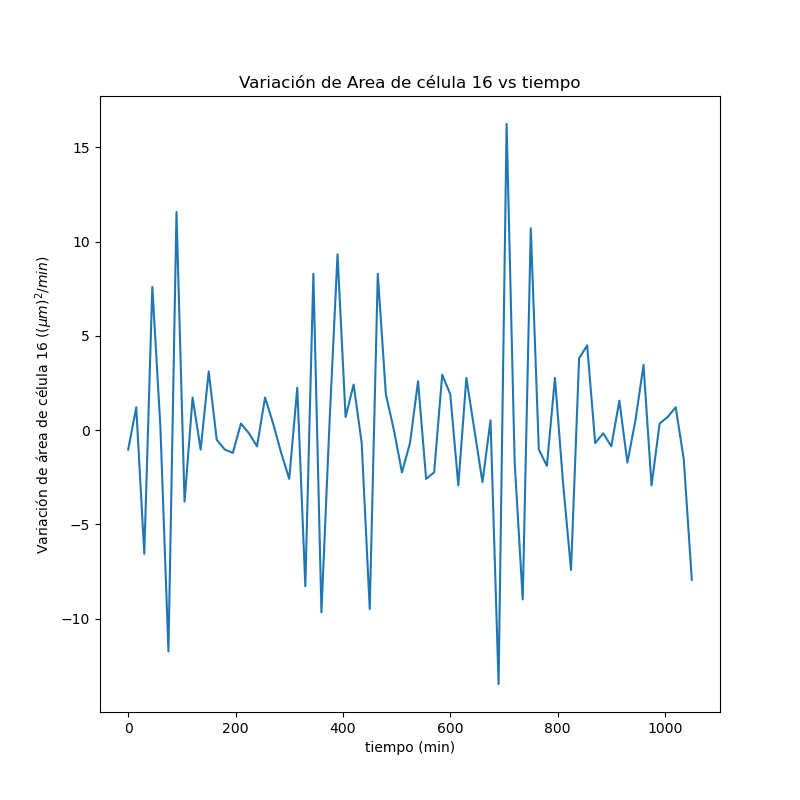 Variación de Area de célula 16 vs tiempo
Variación de área de célula 16 ((μm)²/min)
15
10
5
0
−5
−10
0 200 400 600 800 1000
tiempo (min)